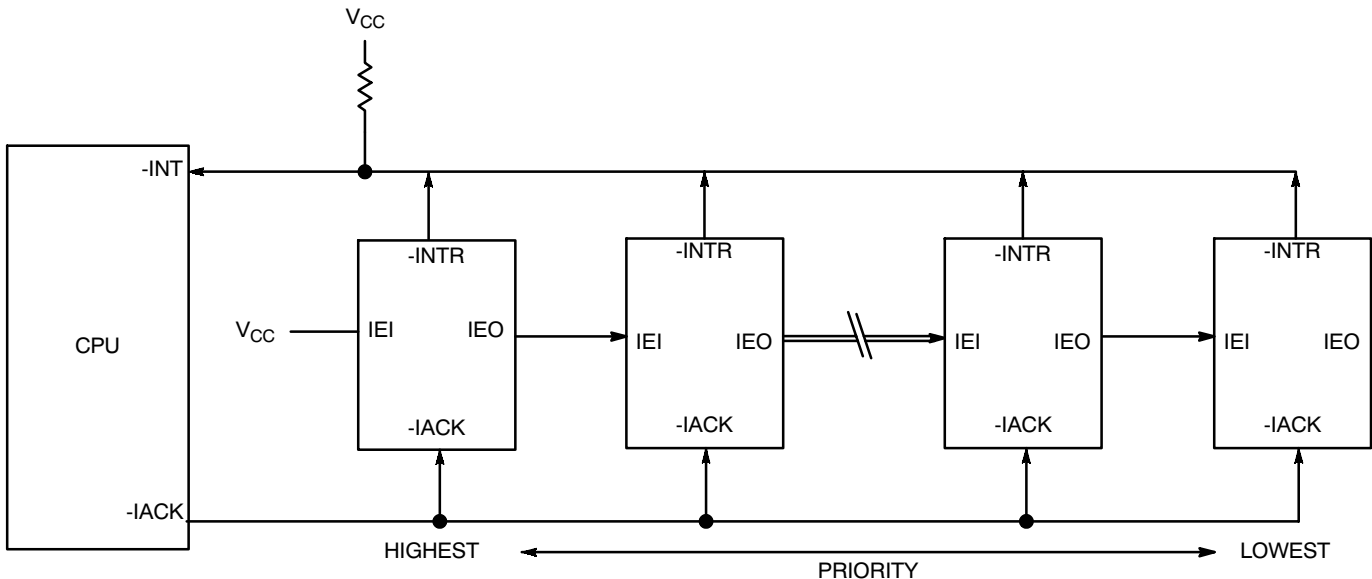 VCC
-INT
-INTR
-INTR
-INTR
-INTR
CPU
VCC
IEI
IEO
IEI
IEO
IEI
IEO
IEI
IEO
-IACK
-IACK
-IACK
-IACK
-IACK
HIGHEST
LOWEST
PRIORITY